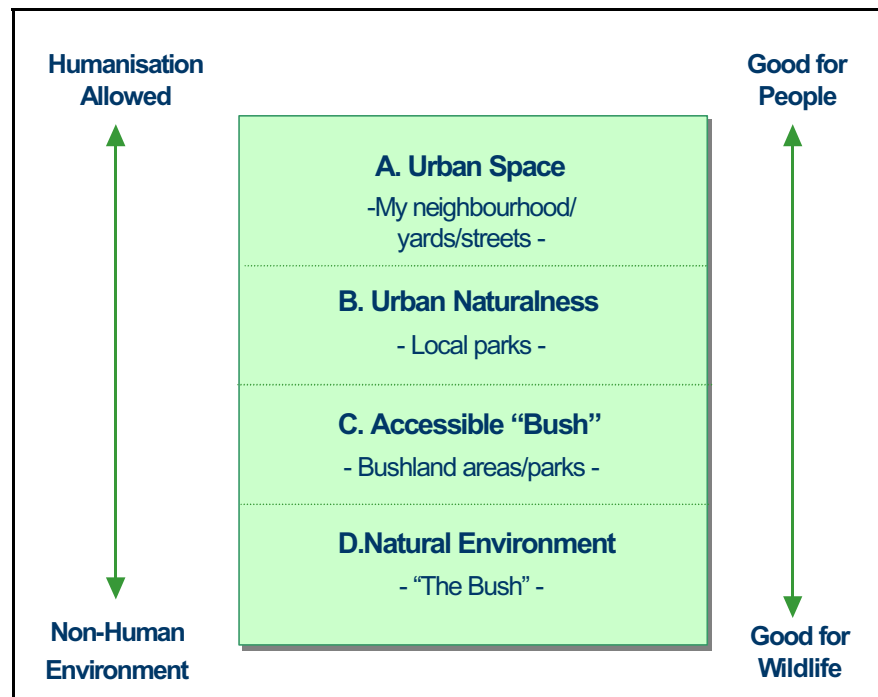 Humanisation
Allowed
Good for
People
A. Urban Space
-My neighbourhood/
yards/streets -
B. Urban Naturalness
- Local parks -
C. Accessible “Bush”
- Bushland areas/parks -
D.Natural Environment
- “The Bush” -
Non-Human
Environment
Good for
Wildlife